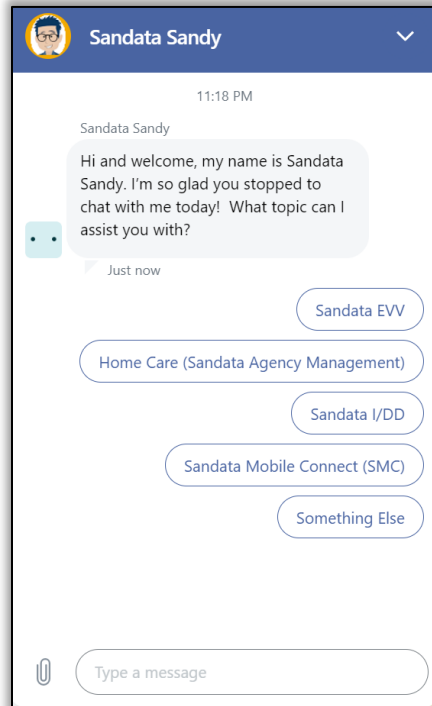 Sandata Sandy
11:18 PM
Sandata Sandy
Hi and welcome, my name is Sandata
Sandy. I'm so glad you stopped to
chat with me today!  What topic can I
assist you with?
Just now
Sandata EVV
Home Care (Sandata Agency Management)
Sandata I/DD
Sandata Mobile Connect (SMC)
Something Else
Type a message